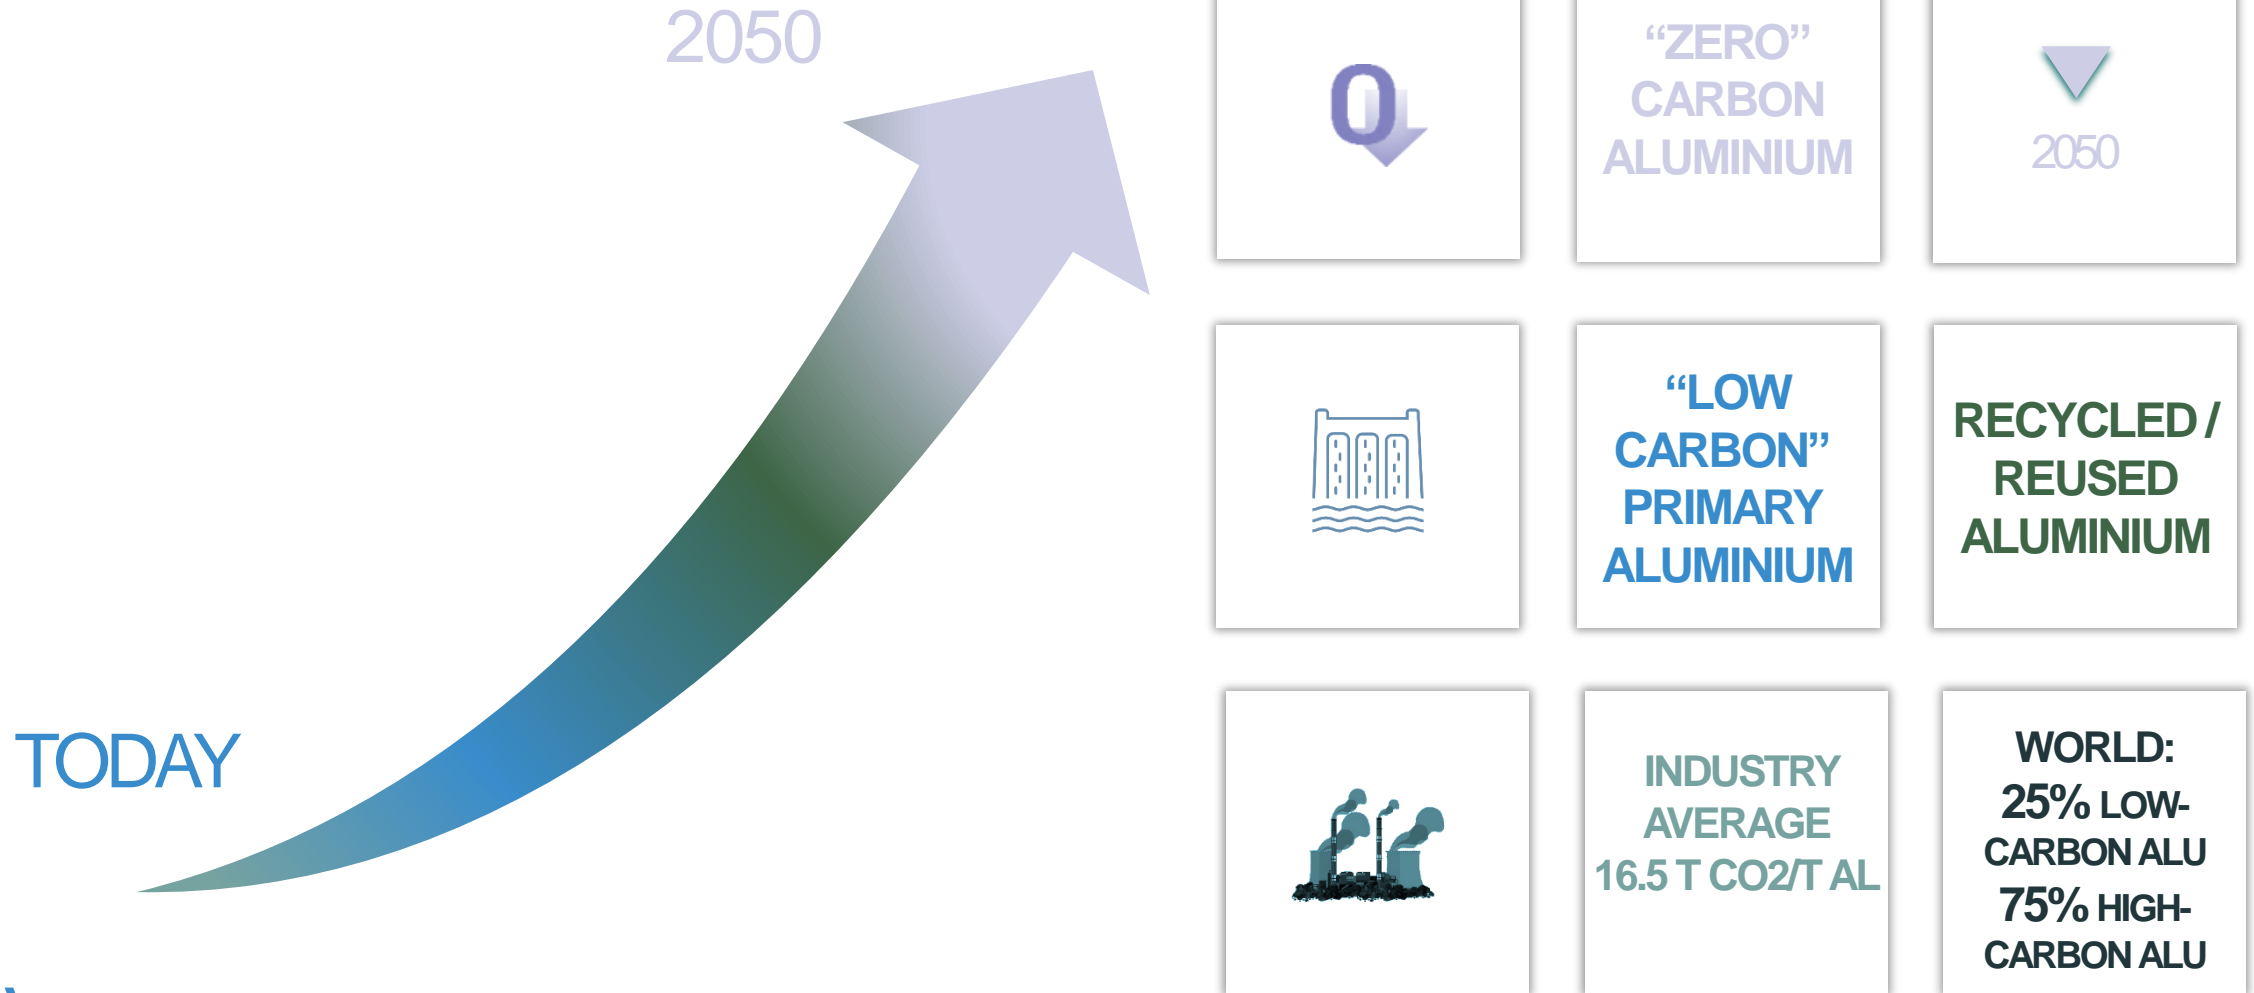 2050
“ZERO”
CARBON
ALUMINIUM
2050
0
“LOW
CARBON”
PRIMARY
ALUMINIUM
RECYCLED /
REUSED
ALUMINIUM
TODAY
INDUSTRY
AVERAGE
16.5 T CO2/T AL
WORLD:
25% LOW-
CARBON ALU
75% HIGH-
CARBON ALU